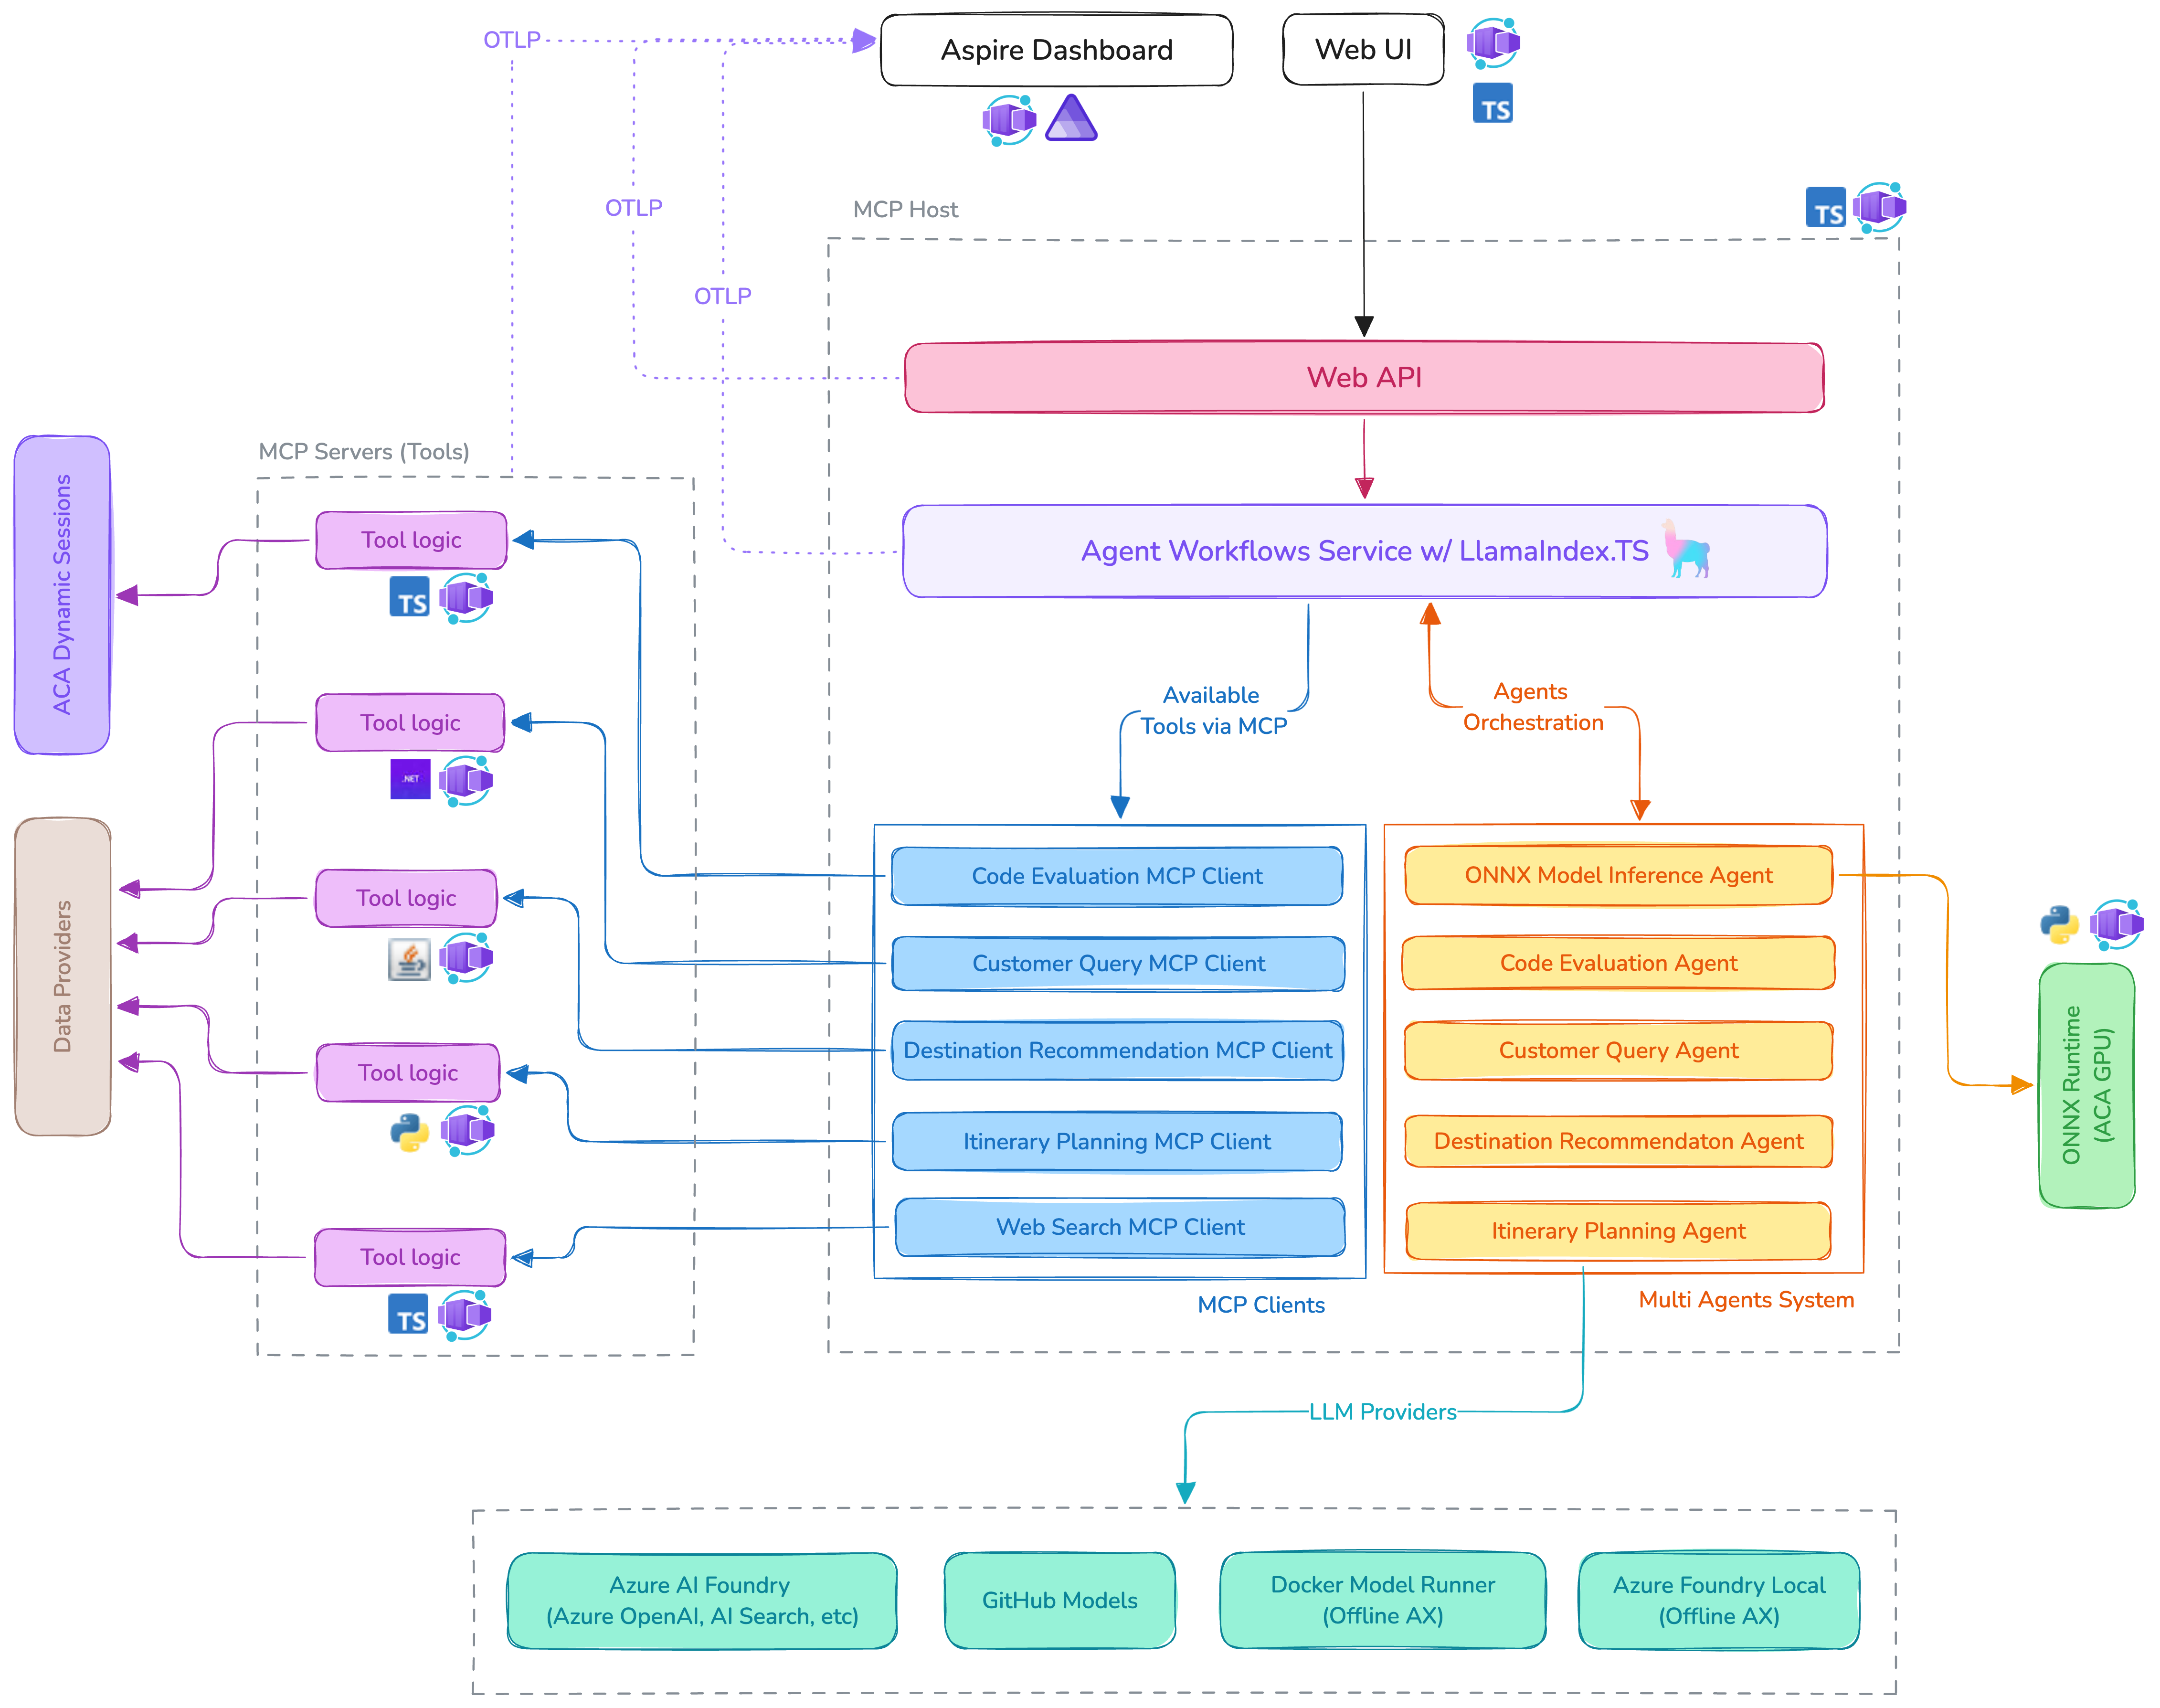 OTLP
Aspire Dashboard
Web UI
TS
OTLP
MCP Host
TS
OTLP
Web API
MCP Servers (Tools)
ACA Dynamic Sessions
Tool logic
TS
Agent Workflows Service w/ LlamaIndex.TS
Available
Tools via MCP
Agents
Orchestration
Tool logic
.NET
Data Providers
Tool logic
Tool logic
Tool logic
TS
Code Evaluation MCP Client
Customer Query MCP Client
Destination Recommendation MCP Client
Itinerary Planning MCP Client
Web Search MCP Client
MCP Clients
ONNX Model Inference Agent
Code Evaluation Agent
Customer Query Agent
Destination Recommendaton Agent
Itinerary Planning Agent
Multi Agents System
ONNX Runtime
(ACA GPU)
LLM Providers
Azure AI Foundry
(Azure OpenAI, AI Search, etc)
GitHub Models
Docker Model Runner
(Offline AX)
Azure Foundry Local
(Offline AX)